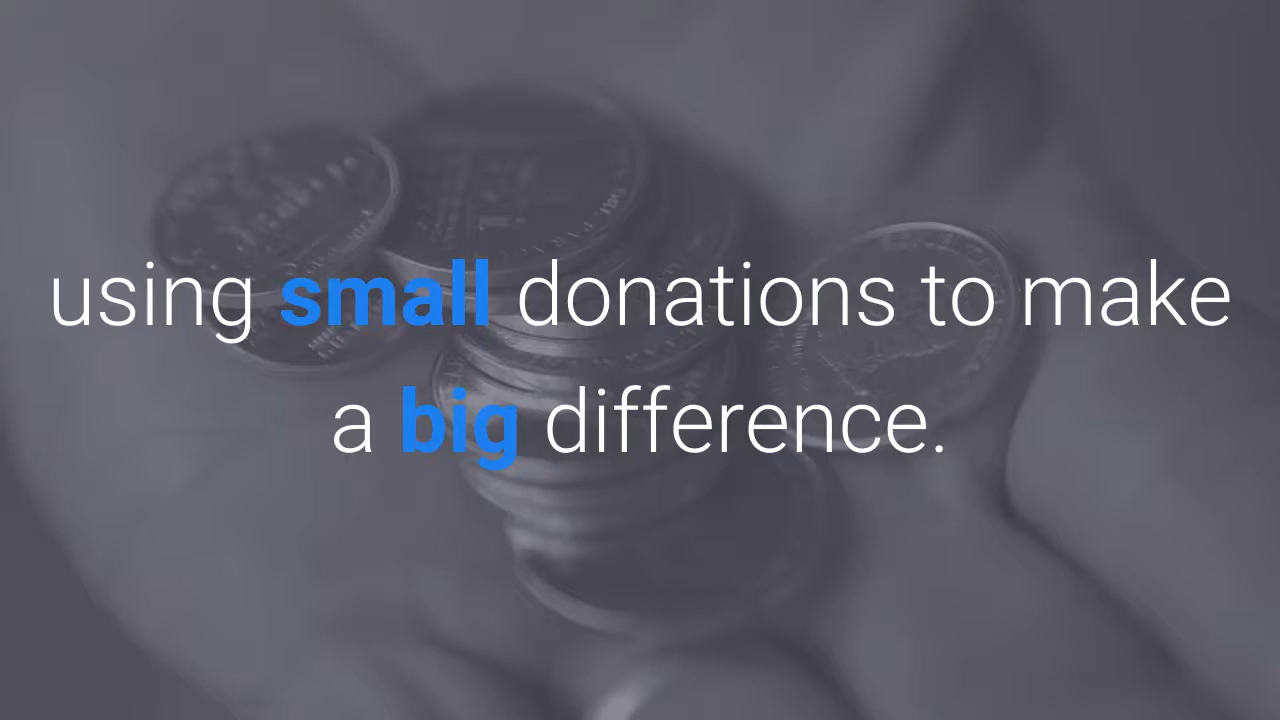 using small donations to make
a big difference.